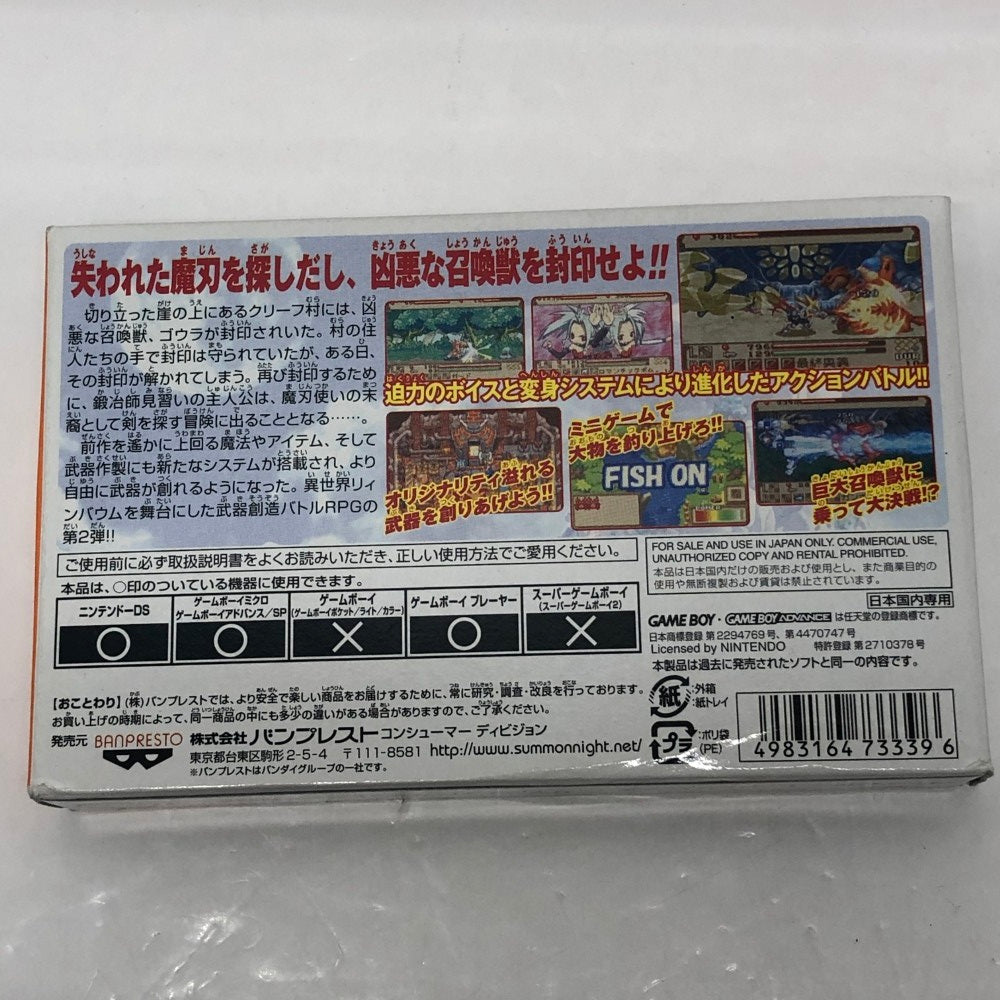 失われた魔刃を探しだし、凶悪な召喚獣を封印せよ!!
切り立った崖の上にあるクリーフ村には、凶
悪な召喚獣、ゴウラが封印されいた。村の住
人たちの手で封印は守られていたが、ある日、
その封印が解かれてしまう。再び封印するため
に、鍛冶師見習いの主人公は、魔刃使いの末
裔として剣を探す冒険に出ることとなる……。
前作を遥かに上回る魔法やアイテム、そして
武器作製にも新たなシステムが搭載され、より
自由に武器が創れるようになった。異世界リィ
ンバウムを舞台にした武器創造バトルRPGの
第2弾!!
迫力のボイスと変身システムにより進化したアクションバトル!!
オリジナリティ溢れる
武器を創りあげよう!!
ミニゲームで
大物を釣り上げろ!!
FISH ON
巨大召喚獣に
乗って大決戦!?
ご使用前に必ず取扱説明書をよくお読みいただき、正しい使用方法でご愛用ください。
本品は、○印のついている機器に使用できます。
ニンテンドーDS
○
ゲームボーイミクロ
ゲームボーイアドバンス/SP
○
ゲームボーイ
(ゲームボーイポケット/ライト/カラー)
×
ゲームボーイ プレーヤー
○
スーパーゲームボーイ
(スーパーゲームボーイ2)
×
FOR SALE AND USE IN JAPAN ONLY. COMMERCIAL USE,
UNAUTHORIZED COPY AND RENTAL PROHIBITED.
本品は日本国内だけの販売および使用とし、また商業目的の
使用や無断複製および賃貸は禁止されています。
日本国内専用
GAME BOY・GAME BOY ADVANCE は任天堂の登録商標です。
日本商標登録 第2294769号、第4470747号
Licensed by NINTENDO 特許登録 第2710378号
本製品は過去に発売されたソフトと同一の内容です。
【おことわり】(株)バンプレストでは、より安全で楽しい商品をお届けするために、常に研究・調査・改良を行っております。
お買い上げの時期によって、同一商品の中にも多少の違いがある場合がありますので、ご了承ください。
発売元 BANPRESTO 株式会社バンプレスト コンシューマー ディビジョン
東京都台東区駒形2-5-4 〒111-8581 http://www.summonnight.net/
※バンプレストはバンダイグループの一社です。
紙
:外箱
:紙トレイ
プラ
:ポリ袋
(PE)
4983164733396